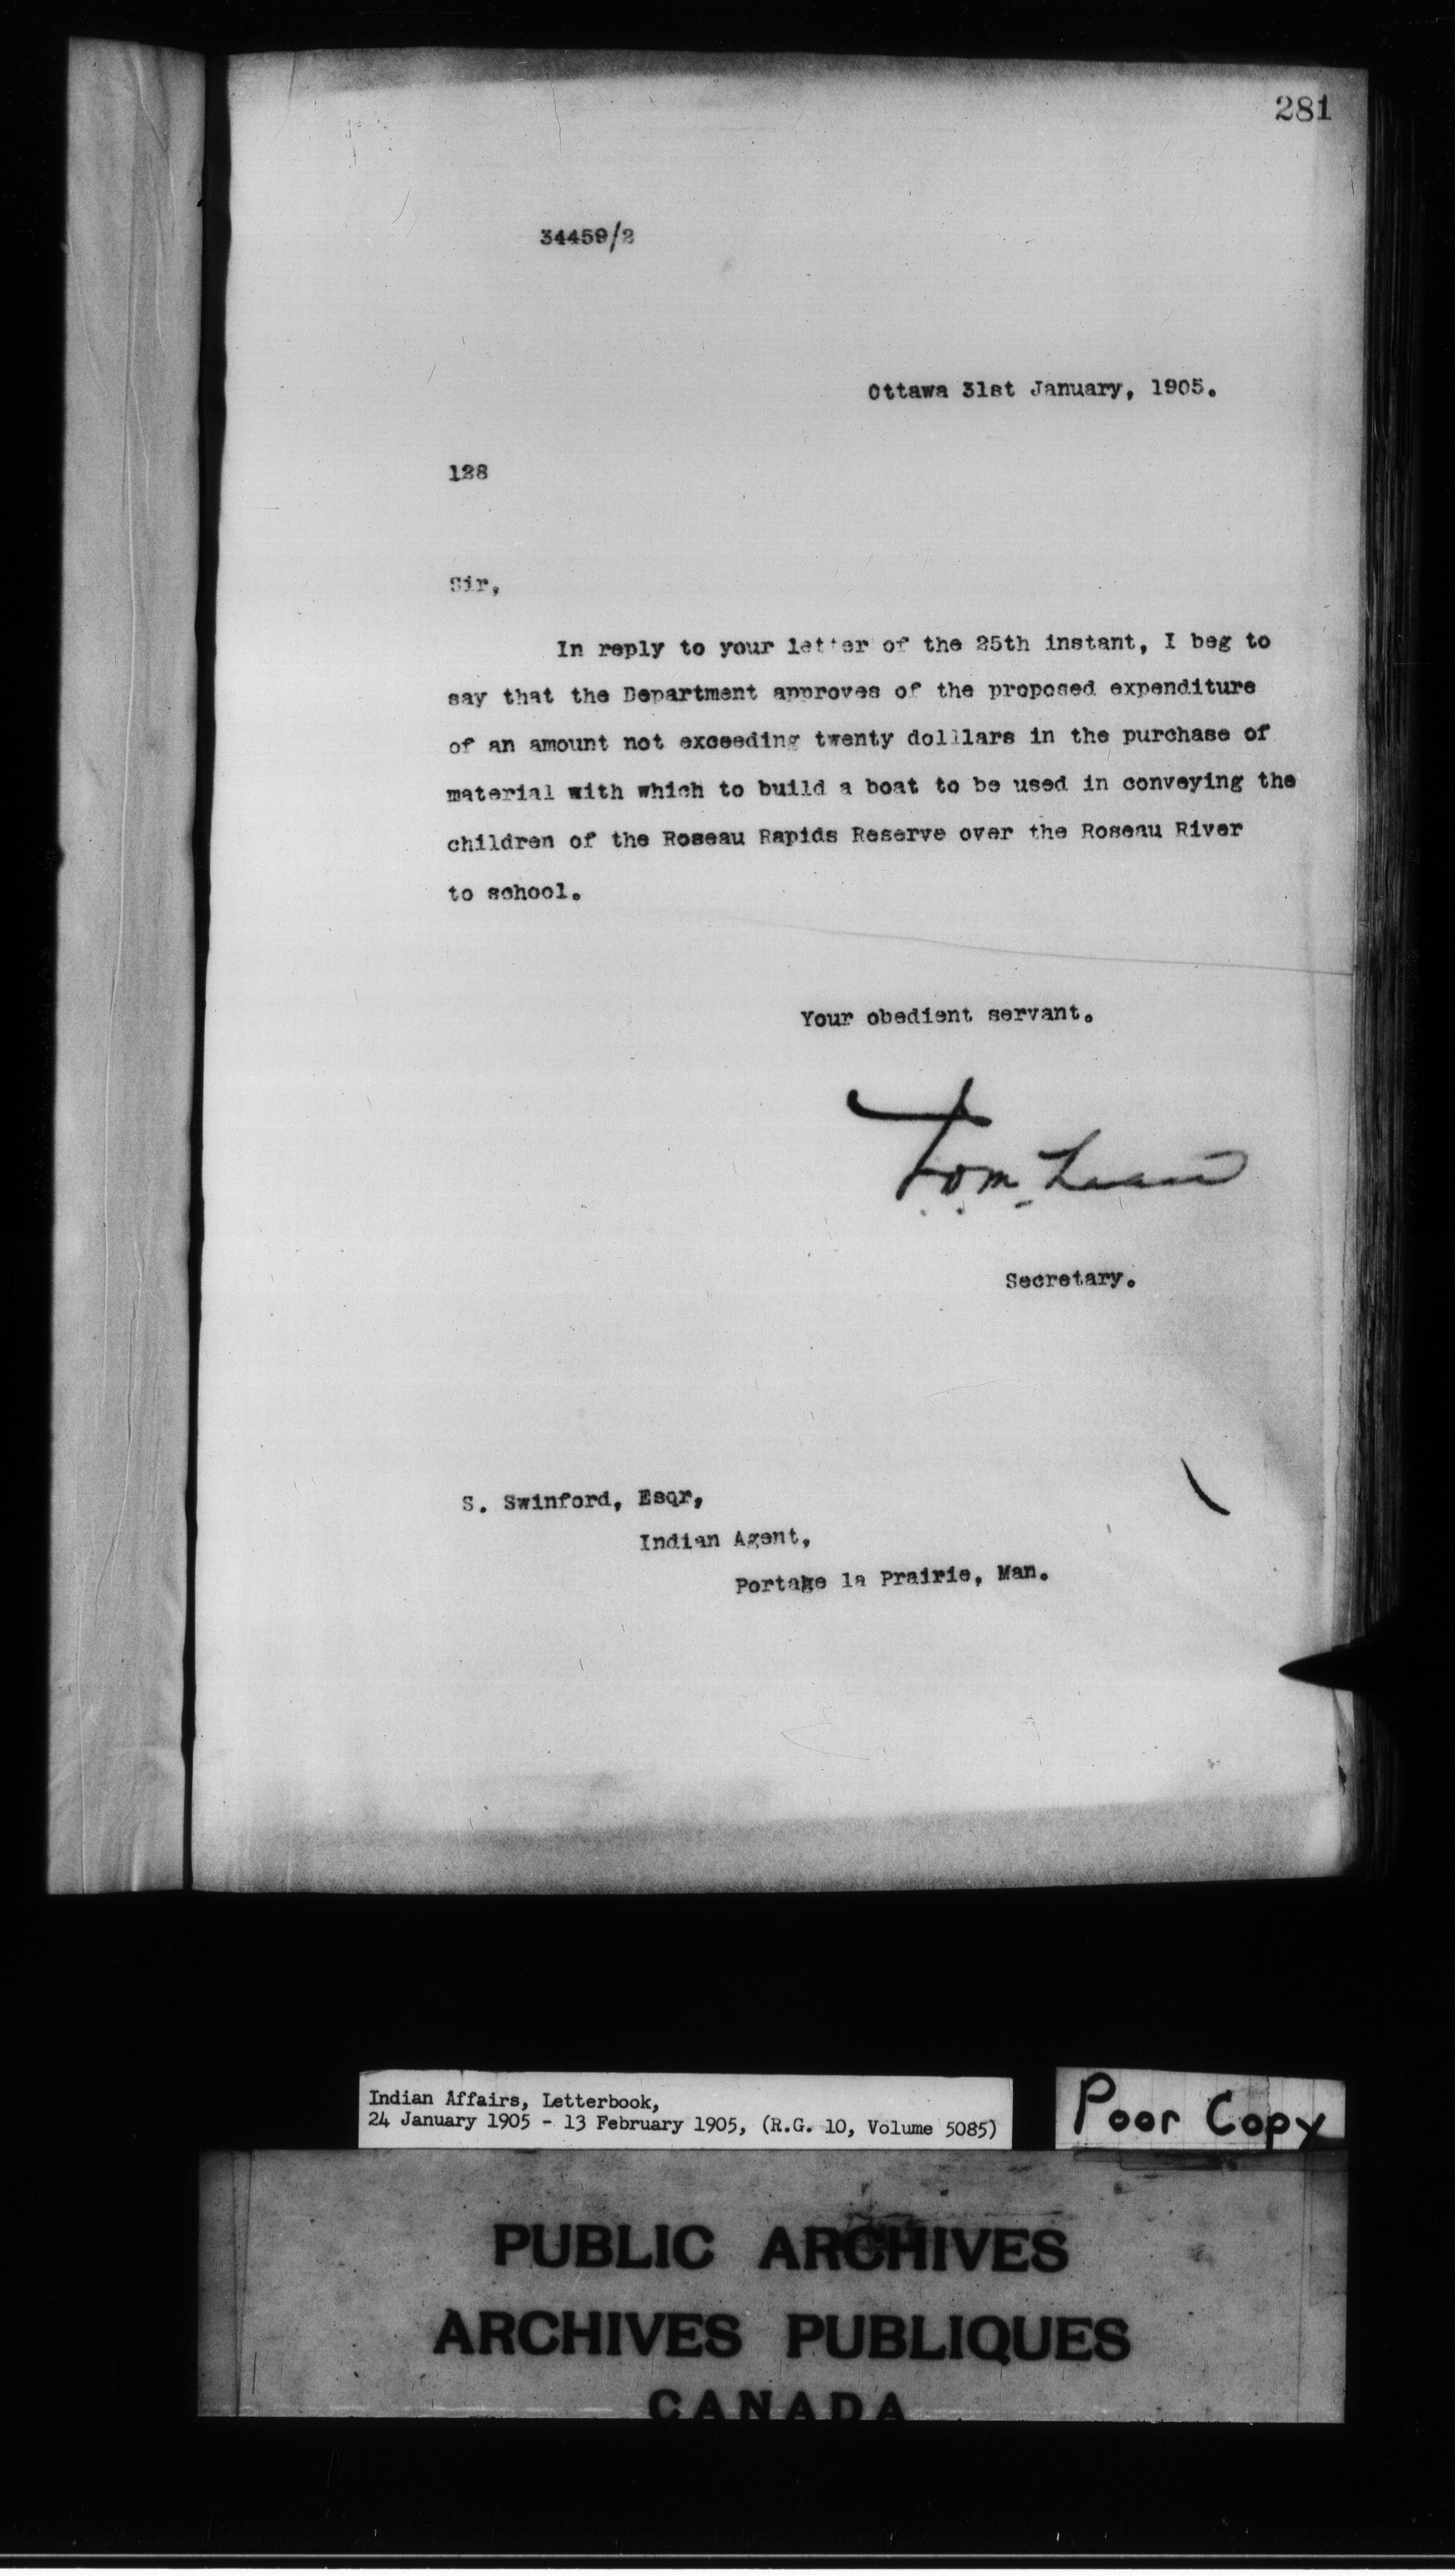 281
34459/2
Ottawa 31st January, 1905.
128
Sir,
In reply to your letter of the 25th instant, I beg to
say that the Department approves of the proposed expenditure
of an amount not exceeding twenty dolllars in the purchase of
material with which to build a boat to be used in conveying the
children of the Roseau Rapids Reserve over the Roseau River
to school.
Your obedient servant.
Secretary.
S. Swinford, Esqr,
Indian Agent,
Portage la Prairie, Man.
Indian Affairs, Letterbook,
24 January 1905 - 13 February 1905, (R.G. 10, Volume 5085)
Poor Copy
PUBLIC ARCHIVES
ARCHIVES PUBLIQUES
CANADA